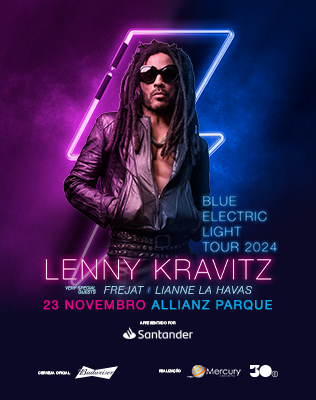 BLUE
ELECTRIC
LIGHT
TOUR 2024
LENNY KRAVITZ
VERY SPECIAL
GUESTS
FREJAT E LIANNE LA HAVAS
23 NOVEMBRO ALLIANZ PARQUE
APRESENTADO POR
Santander
CERVEJA OFICIAL Budweiser REALIZAÇÃO Mercury 30